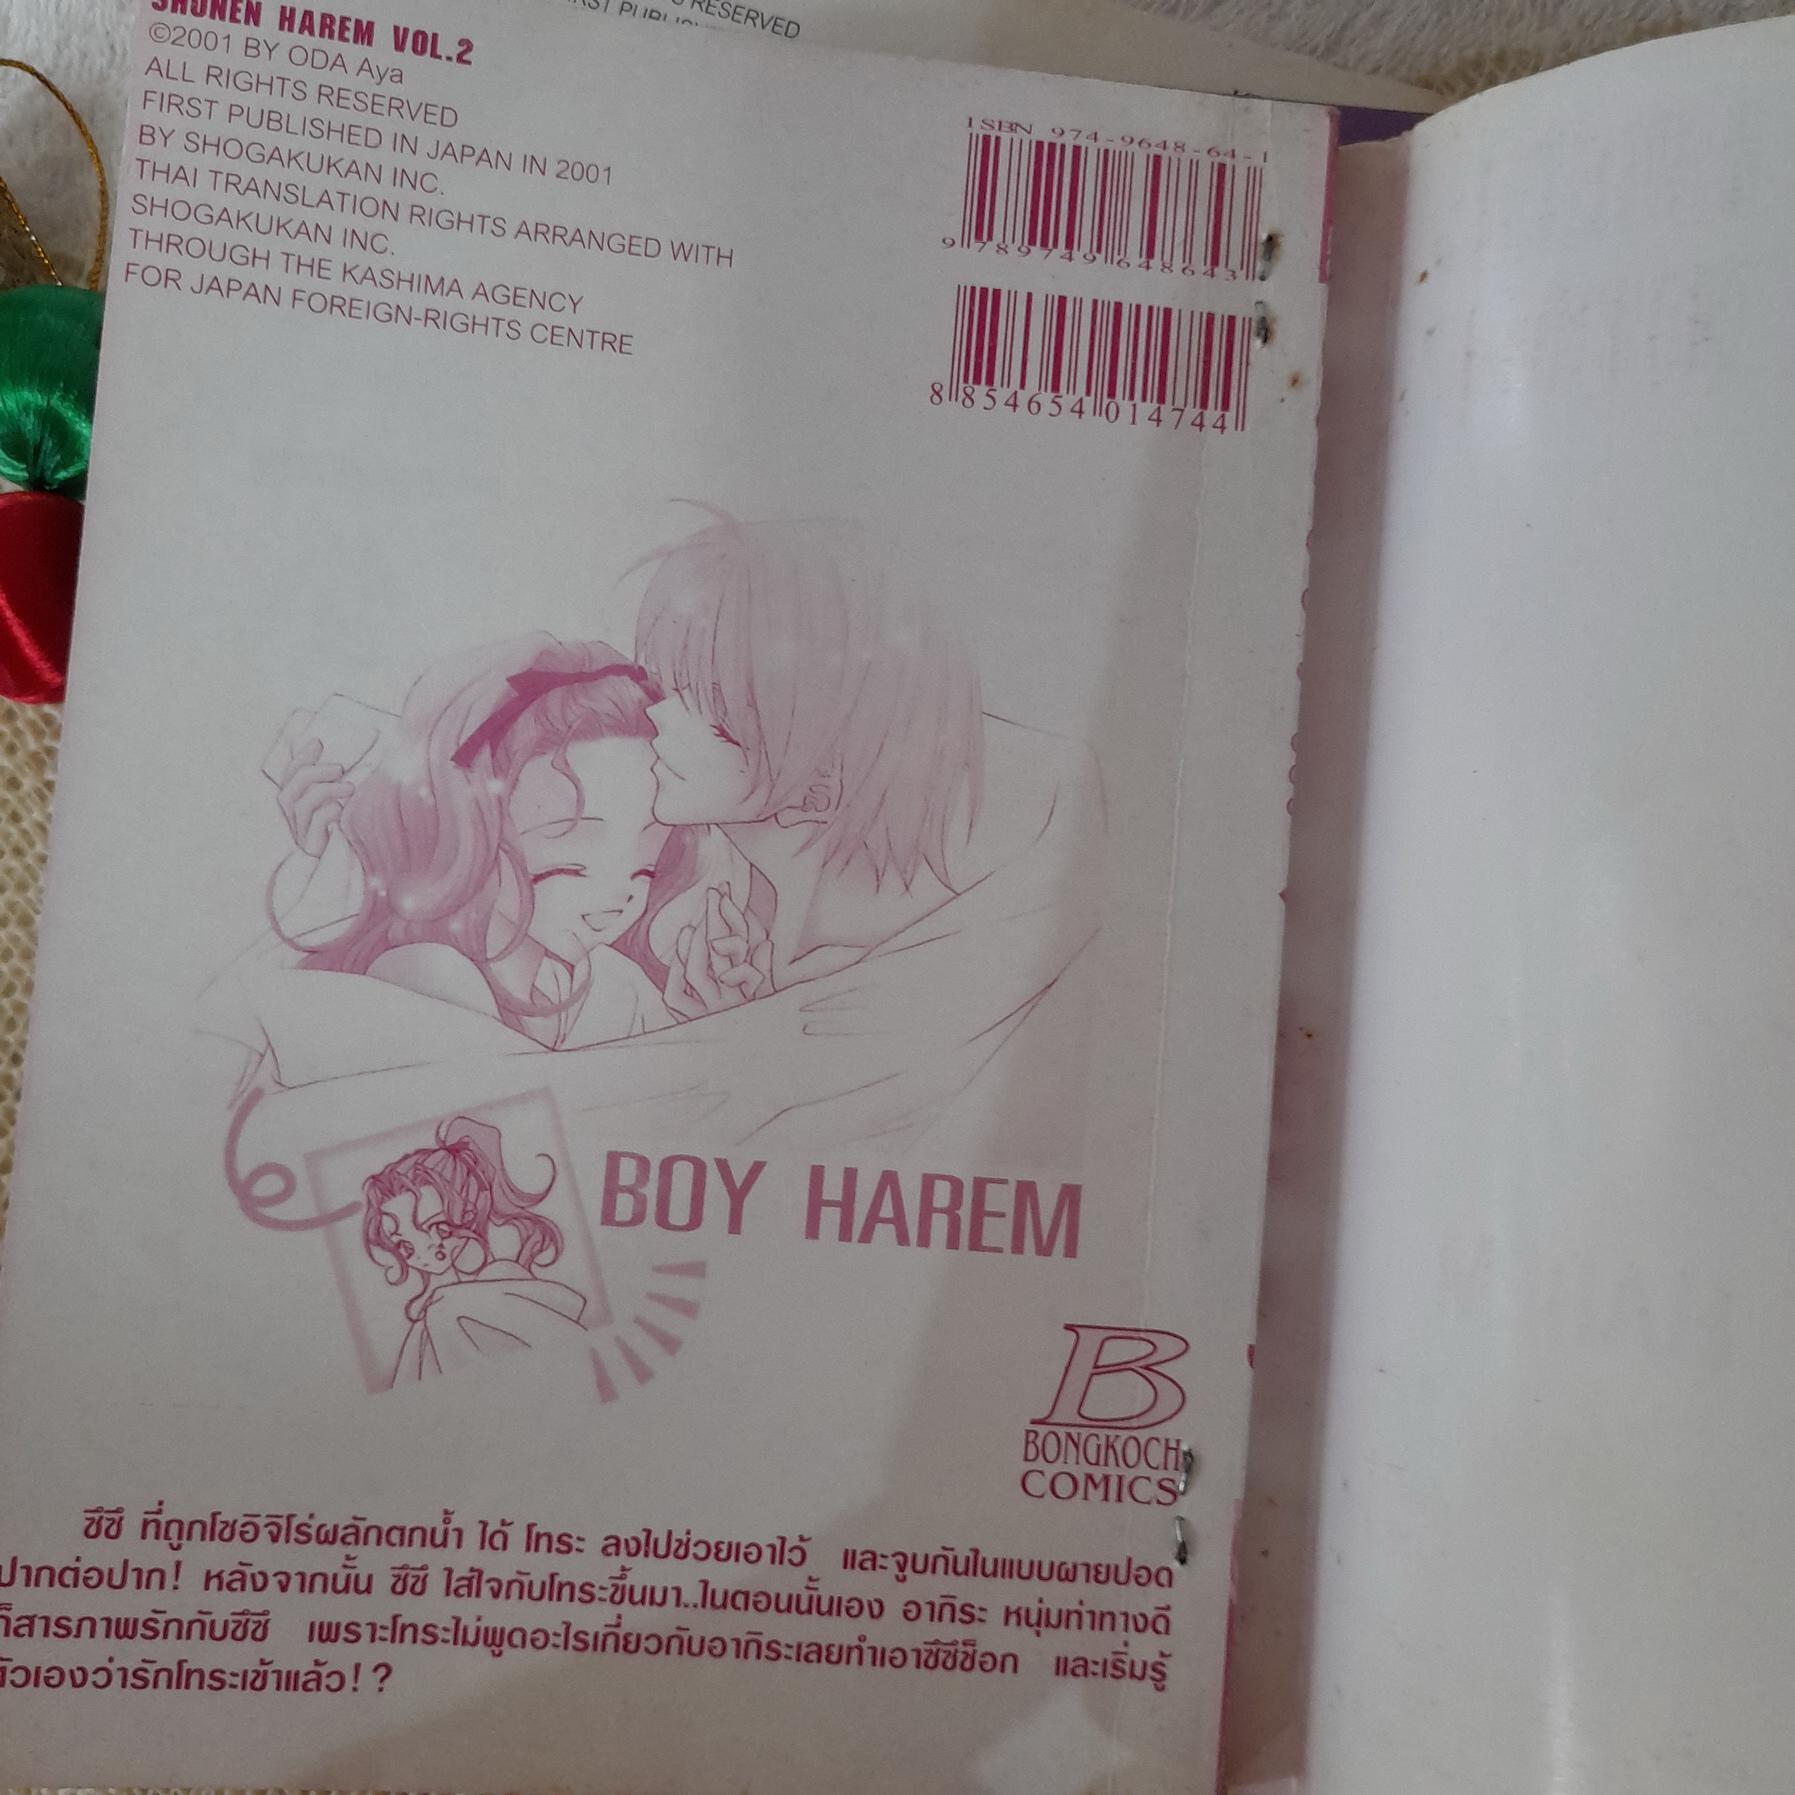 RESERVED
SHONEN HAREM VOL.2
©2001 BY ODA Aya
ALL RIGHTS RESERVED
FIRST PUBLISHED IN JAPAN IN 2001
BY SHOGAKUKAN INC.
THAI TRANSLATION RIGHTS ARRANGED WITH
SHOGAKUKAN INC.
THROUGH THE KASHIMA AGENCY
FOR JAPAN FOREIGN-RIGHTS CENTRE
ISBN 974-9648-64-1
9 789749 648643
8 854654 014744
BOY HAREM
B
BONGKOCH
COMICS
ซีซึ ที่ถูกโซอิจิโร่ผลักตกน้ำ ได้ โทระ ลงไปช่วยเอาไว้ และจูบกันในแบบผายปอด
ปากต่อปาก! หลังจากนั้น ซีซึ ใส่ใจกับโทระขึ้นมา..ในตอนนั้นเอง อากิระ หนุ่มท่าทางดี
ก็สารภาพรักกับซีซึ เพราะโทระไม่พูดอะไรเกี่ยวกับอากิระเลยทำเอาซีซึช็อก และเริ่มรู้
ตัวเองว่ารักโทระเข้าแล้ว!?